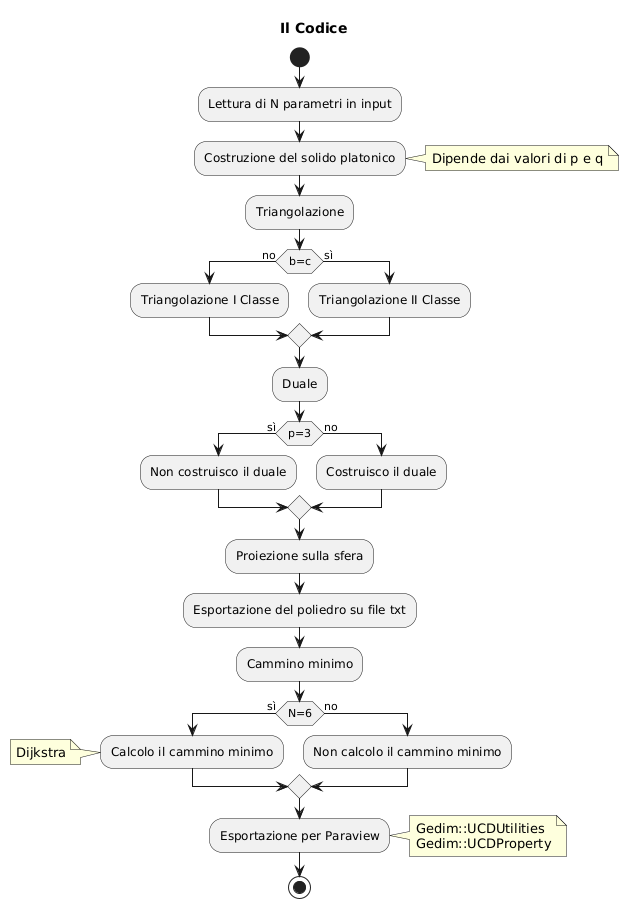 Il Codice
Lettura di N parametri in input
Costruzione del solido platonico
Dipende dai valori di p e q
Triangolazione
no
b=c
sì
Triangolazione I Classe
Triangolazione II Classe
Duale
sì
p=3
no
Non costruisco il duale
Costruisco il duale
Proiezione sulla sfera
Esportazione del poliedro su file txt
Cammino minimo
sì
N=6
no
Dijkstra
Calcolo il cammino minimo
Non calcolo il cammino minimo
Esportazione per Paraview
Gedim::UCDUtilities
Gedim::UCDProperty